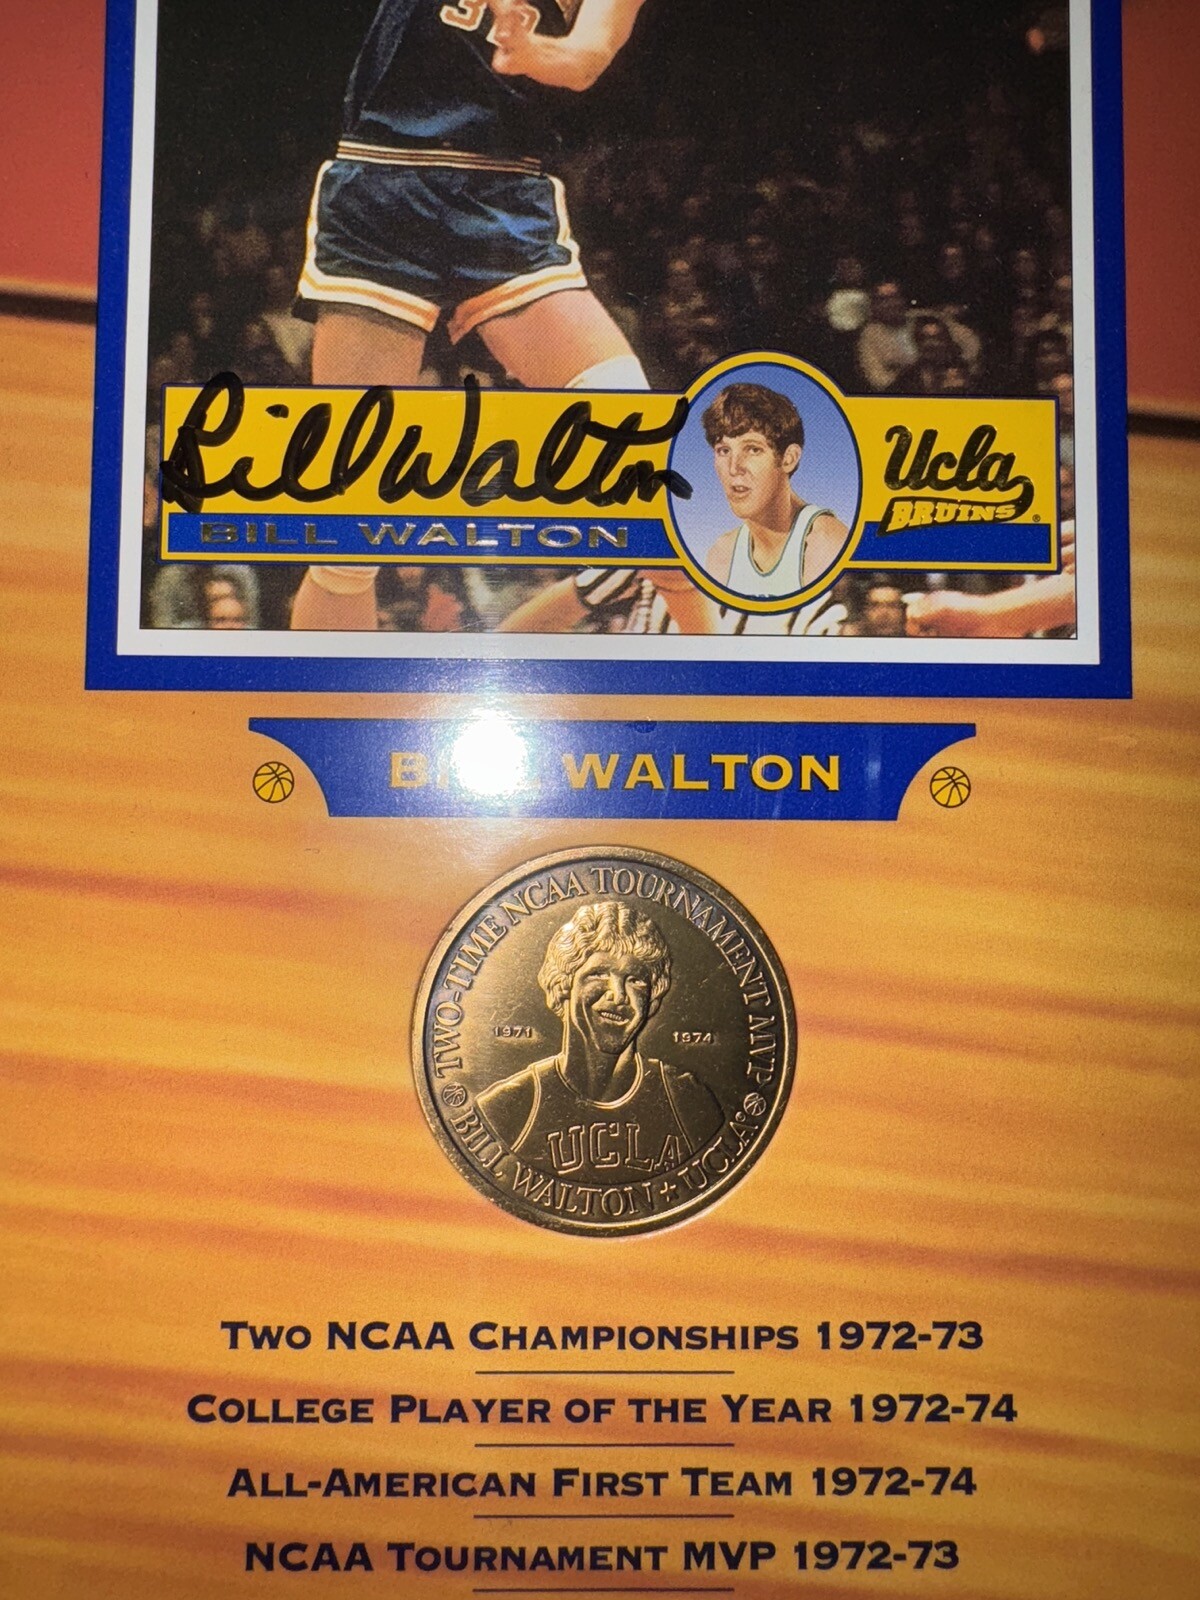 3
Bill Walton
BILL WALTON
Ucla
BRUINS®
WALTON
TWO-TIME NCAA TOURNAMENT MVP
1971
1974
UCLA
BILL WALTON ★ UCLA®
TWO NCAA CHAMPIONSHIPS 1972-73
COLLEGE PLAYER OF THE YEAR 1972-74
ALL-AMERICAN FIRST TEAM 1972-74
NCAA TOURNAMENT MVP 1972-73